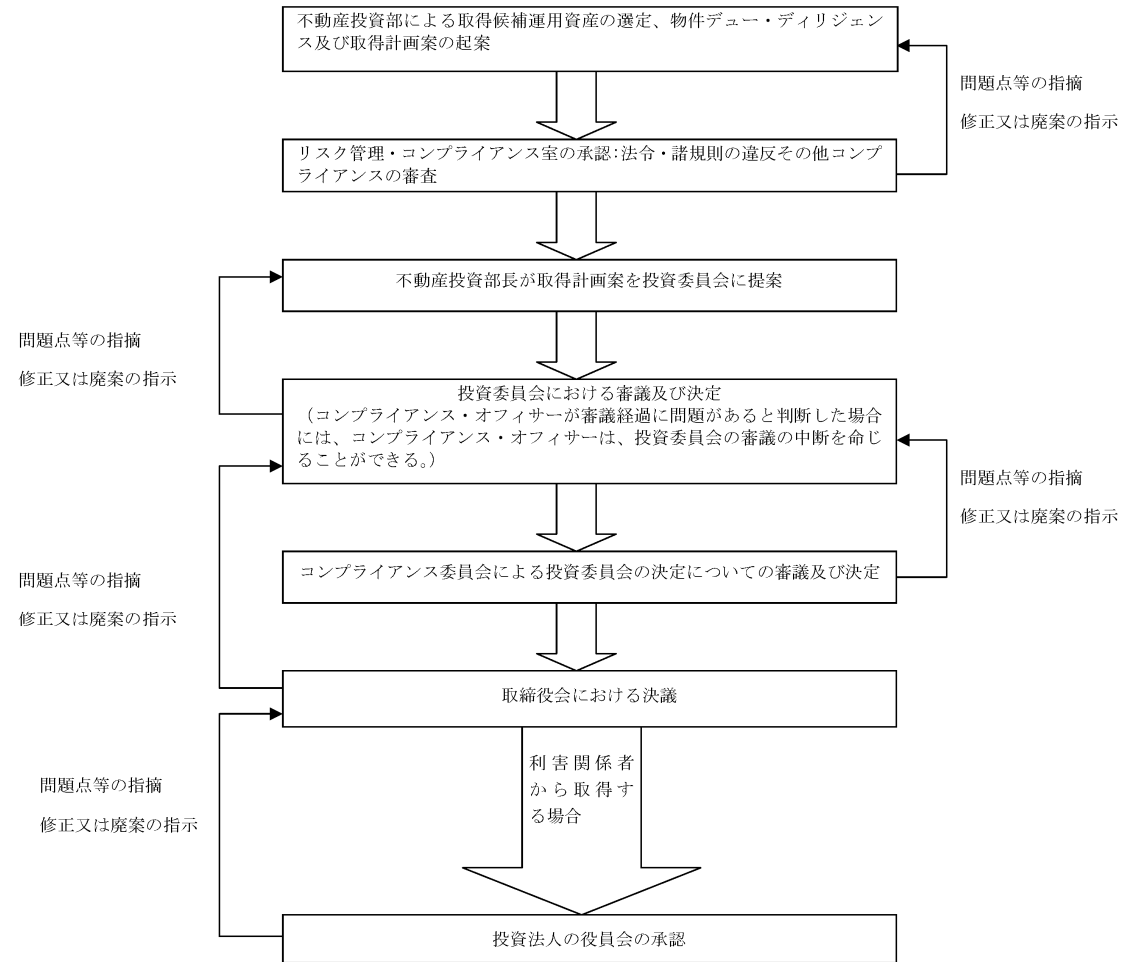 不動産投資部による取得候補運用資産の選定、物件デュー・ディリジェン
ス及び取得計画案の起案
問題点等の指摘
修正又は廃案の指示
リスク管理・コンプライアンス室の承認：法令・諸規則の違反その他コンプ
ライアンスの審査
不動産投資部長が取得計画案を投資委員会に提案
問題点等の指摘
修正又は廃案の指示
投資委員会における審議及び決定
（コンプライアンス・オフィサーが審議経過に問題があると判断した場合
には、コンプライアンス・オフィサーは、投資委員会の審議の中断を命じ
ることができる。）
問題点等の指摘
修正又は廃案の指示
コンプライアンス委員会による投資委員会の決定についての審議及び決定
問題点等の指摘
修正又は廃案の指示
取締役会における決議
利害関係者
から取得す
る場合
問題点等の指摘
修正又は廃案の指示
投資法人の役員会の承認